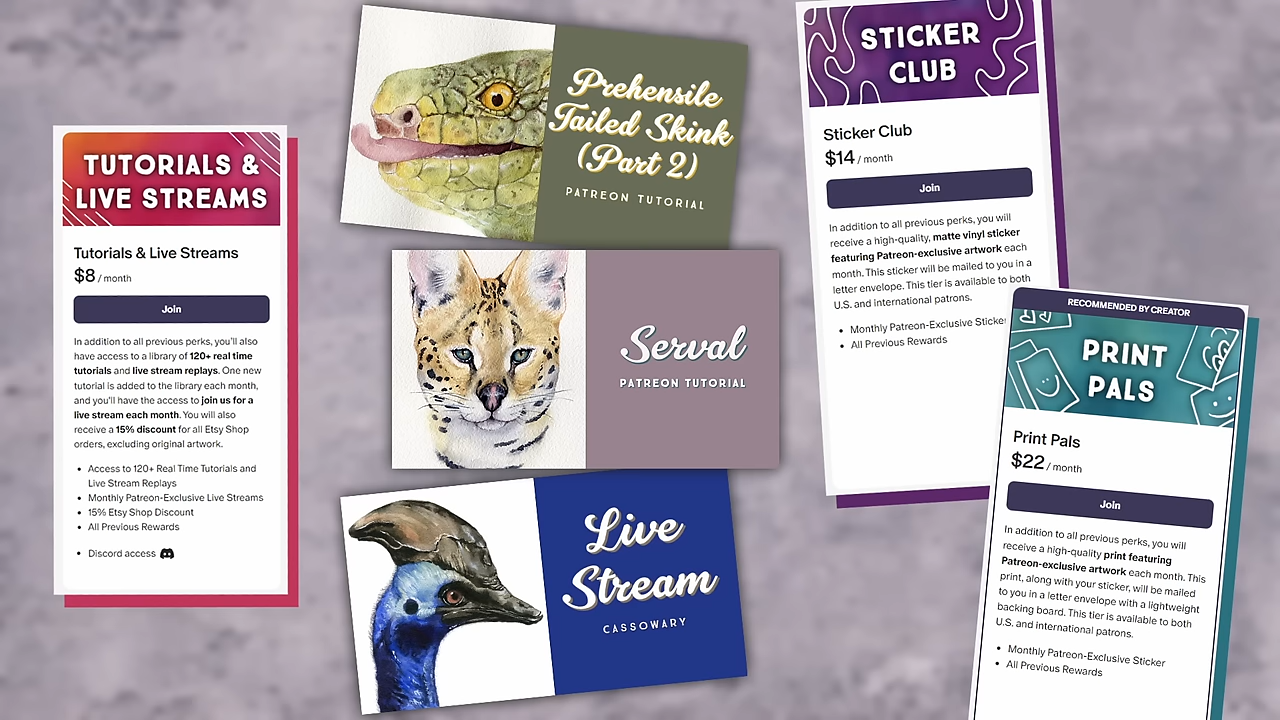 TUTORIALS &
LIVE STREAMS
Tutorials & Live Streams
$8 / month
Join
In addition to all previous perks, you'll also
have access to a library of 120+ real time
tutorials and live stream replays. One new
tutorial is added to the library each month,
and you'll have the access to join us for a
live stream each month. You will also
receive a 15% discount for all Etsy Shop
orders, excluding original artwork.
• Access to 120+ Real Time Tutorials and
Live Stream Replays
• Monthly Patreon-Exclusive Live Streams
• 15% Etsy Shop Discount
• All Previous Rewards
• Discord access
Prehensile
Tailed Skink
(Part 2)
PATREON TUTORIAL
Serval
PATREON TUTORIAL
Live
Stream
CASSOWARY
STICKER
CLUB
Sticker Club
$14 / month
Join
In addition to all previous perks, you will
receive a high-quality, matte vinyl sticker
featuring Patreon-exclusive artwork each
month. This sticker will be mailed to you in a
letter envelope. This tier is available to both
U.S. and international patrons.
• Monthly Patreon-Exclusive Sticker
• All Previous Rewards
RECOMMENDED BY CREATOR
PRINT
PALS
Print Pals
$22 / month
Join
In addition to all previous perks, you will
receive a high-quality print featuring
Patreon-exclusive artwork each month. This
print, along with your sticker, will be mailed
to you in a letter envelope with a lightweight
backing board. This tier is available to both
U.S. and international patrons.
• Monthly Patreon-Exclusive Sticker
• All Previous Rewards